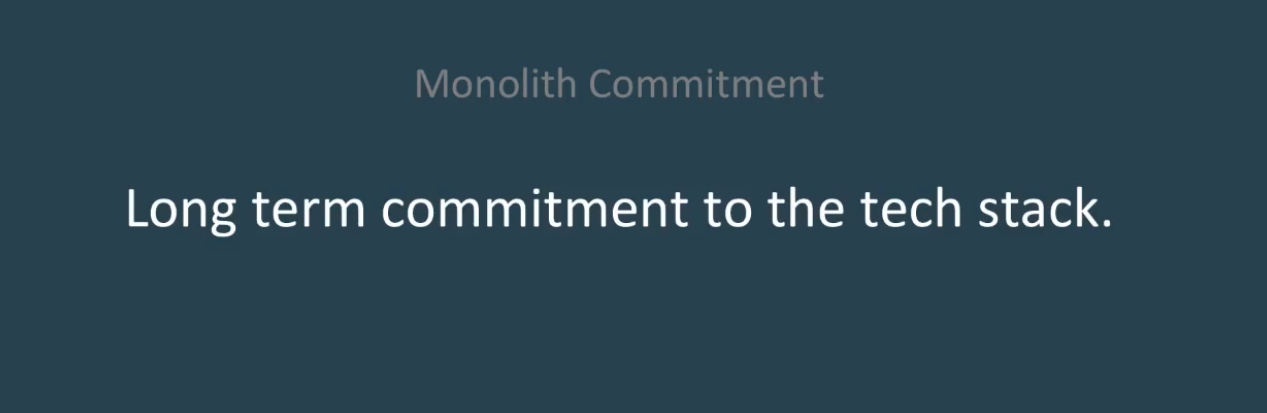 Monolith Commitment
Long term commitment to the tech stack.